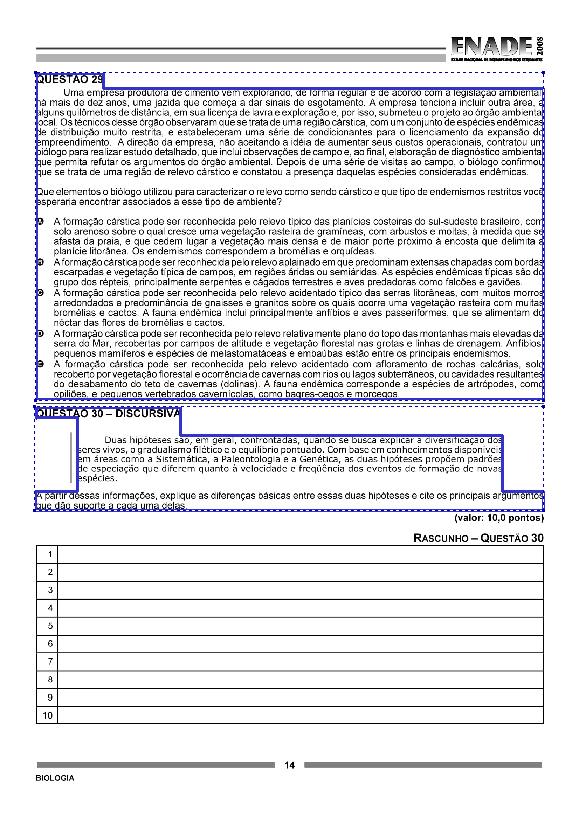 ENADE 2008
EXAME NACIONAL DE DESEMPENHO DOS ESTUDANTES
QUESTÃO 29
Uma empresa produtora de cimento vem explorando, de forma regular e de acordo com a legislação ambiental,
há mais de dez anos, uma jazida que começa a dar sinais de esgotamento. A empresa tenciona incluir outra área, a
alguns quilômetros de distância, em sua licença de lavra e exploração e, por isso, submeteu o projeto ao órgão ambiental
local. Os técnicos desse órgão observaram que se trata de uma região cárstica, com um conjunto de espécies endêmicas
de distribuição muito restrita, e estabeleceram uma série de condicionantes para o licenciamento da expansão do
empreendimento. A direção da empresa, não aceitando a idéia de aumentar seus custos operacionais, contratou um
biólogo para realizar estudo detalhado, que inclui observações de campo e, ao final, elaboração de diagnóstico ambiental
que permita refutar os argumentos do órgão ambiental. Depois de uma série de visitas ao campo, o biólogo confirmou
que se trata de uma região de relevo cárstico e constatou a presença daquelas espécies consideradas endêmicas.
Que elementos o biólogo utilizou para caracterizar o relevo como sendo cárstico e que tipo de endemismos restritos você
esperaria encontrar associados a esse tipo de ambiente?
A A formação cárstica pode ser reconhecida pelo relevo típico das planícies costeiras do sul-sudeste brasileiro, com
solo arenoso sobre o qual cresce uma vegetação rasteira de gramíneas, com arbustos e moitas, à medida que se
afasta da praia, e que cedem lugar a vegetação mais densa e de maior porte próximo à encosta que delimita a
planície litorânea. Os endemismos correspondem a bromélias e orquídeas.
B A formação cárstica pode ser reconhecida pelo relevo aplainado em que predominam extensas chapadas com bordas
escarpadas e vegetação típica de campos, em regiões áridas ou semiáridas. As espécies endêmicas típicas são do
grupo dos répteis, principalmente serpentes e cágados terrestres e aves predadoras como falcões e gaviões.
C A formação cárstica pode ser reconhecida pelo relevo acidentado típico das serras litorâneas, com muitos morros
arredondados e predominância de gnaisses e granitos sobre os quais ocorre uma vegetação rasteira com muitas
bromélias e cactos. A fauna endêmica inclui principalmente anfíbios e aves passeriformes, que se alimentam do
néctar das flores de bromélias e cactos.
D A formação cárstica pode ser reconhecida pelo relevo relativamente plano do topo das montanhas mais elevadas da
serra do Mar, recobertas por campos de altitude e vegetação florestal nas grotas e linhas de drenagem. Anfíbios,
pequenos mamíferos e espécies de melastomatáceas e embaúbas estão entre os principais endemismos.
E A formação cárstica pode ser reconhecida pelo relevo acidentado com afloramento de rochas calcárias, solo
recoberto por vegetação florestal e ocorrência de cavernas com rios ou lagos subterrâneos, ou cavidades resultantes
do desabamento do teto de cavernas (dolinas). A fauna endêmica corresponde a espécies de artrópodes, como
opiliões, e pequenos vertebrados cavernícolas, como bagres-cegos e morcegos.
QUESTÃO 30 – DISCURSIVA
Duas hipóteses são, em geral, confrontadas, quando se busca explicar a diversificação dos
seres vivos, o gradualismo filético e o equilíbrio pontuado. Com base em conhecimentos disponíveis
em áreas como a Sistemática, a Paleontologia e a Genética, as duas hipóteses propõem padrões
de especiação que diferem quanto à velocidade e freqüência dos eventos de formação de novas
espécies.
A partir dessas informações, explique as diferenças básicas entre essas duas hipóteses e cite os principais argumentos
que dão suporte a cada uma delas.
(valor: 10,0 pontos)
RASCUNHO – QUESTÃO 30
1
2
3
4
5
6
7
8
9
10
14
BIOLOGIA